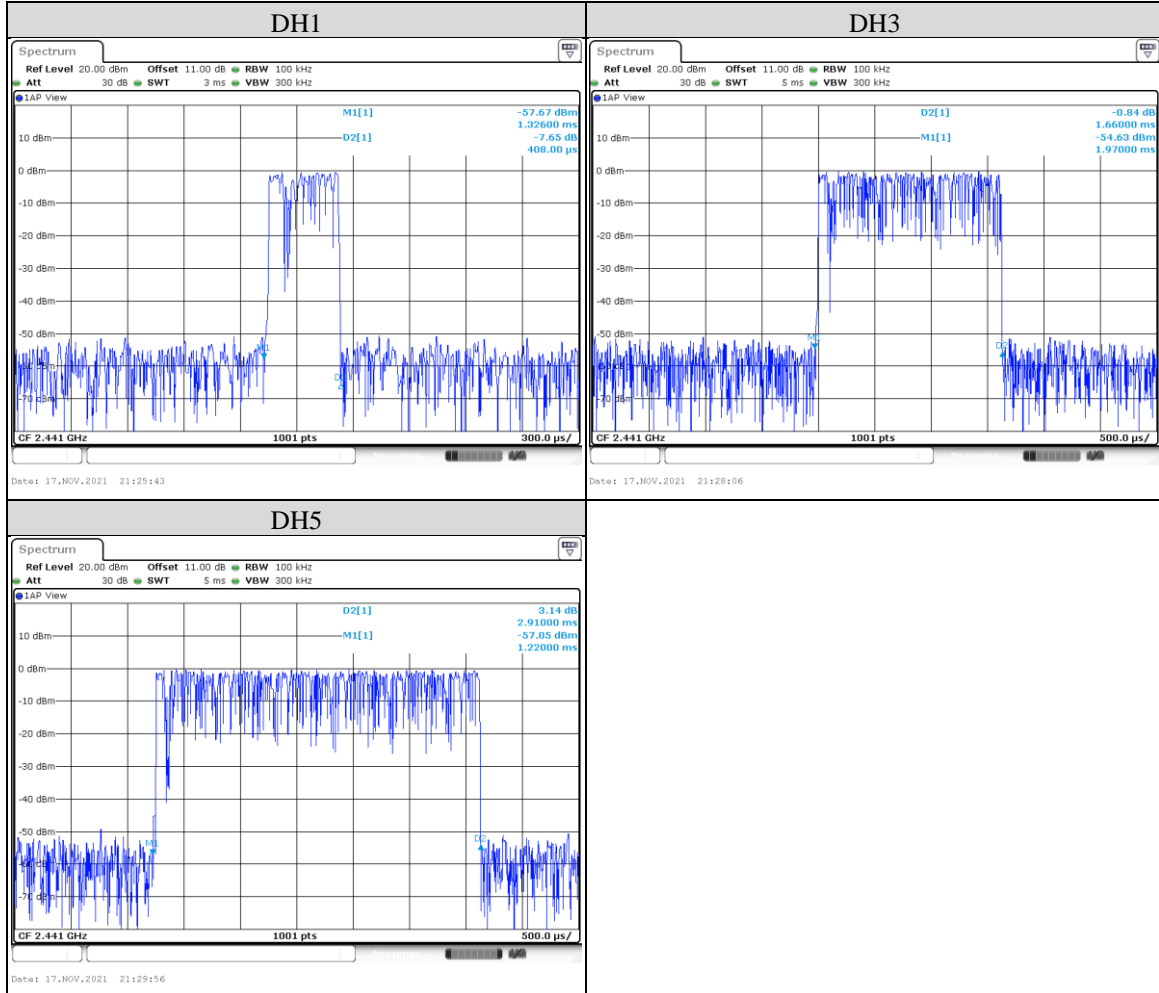 DH1
Spectrum
Ref Level 20.00 dBm Offset 11.00 dB RBW 100 kHz
Att 30 dB SWT 3 ms VBW 300 kHz
1AP View
M1[1] -57.67 dBm
1.32600 ms
10 dBm D2[1] -7.65 dB
408.00 µs
0 dBm
-10 dBm
-20 dBm
-30 dBm
-40 dBm
-50 dBm
M1
-70 dBm
CF 2.441 GHz 1001 pts 300.0 µs/
Date: 17.NOV.2021 21:25:43
DH3
Spectrum
Ref Level 20.00 dBm Offset 11.00 dB RBW 100 kHz
Att 30 dB SWT 5 ms VBW 300 kHz
1AP View
D2[1] -0.84 dB
1.66000 ms
10 dBm M1[1] -54.63 dBm
1.97000 ms
0 dBm
-10 dBm
-20 dBm
-30 dBm
-40 dBm
-50 dBm
D2
-70 dBm
CF 2.441 GHz 1001 pts 500.0 µs/
Date: 17.NOV.2021 21:28:06
DH5
Spectrum
Ref Level 20.00 dBm Offset 11.00 dB RBW 100 kHz
Att 30 dB SWT 5 ms VBW 300 kHz
1AP View
D2[1] 3.14 dB
2.91000 ms
10 dBm M1[1] -57.05 dBm
1.22000 ms
0 dBm
-10 dBm
-20 dBm
-30 dBm
-40 dBm
-50 dBm
M1 D2
-70 dBm
CF 2.441 GHz 1001 pts 500.0 µs/
Date: 17.NOV.2021 21:29:56